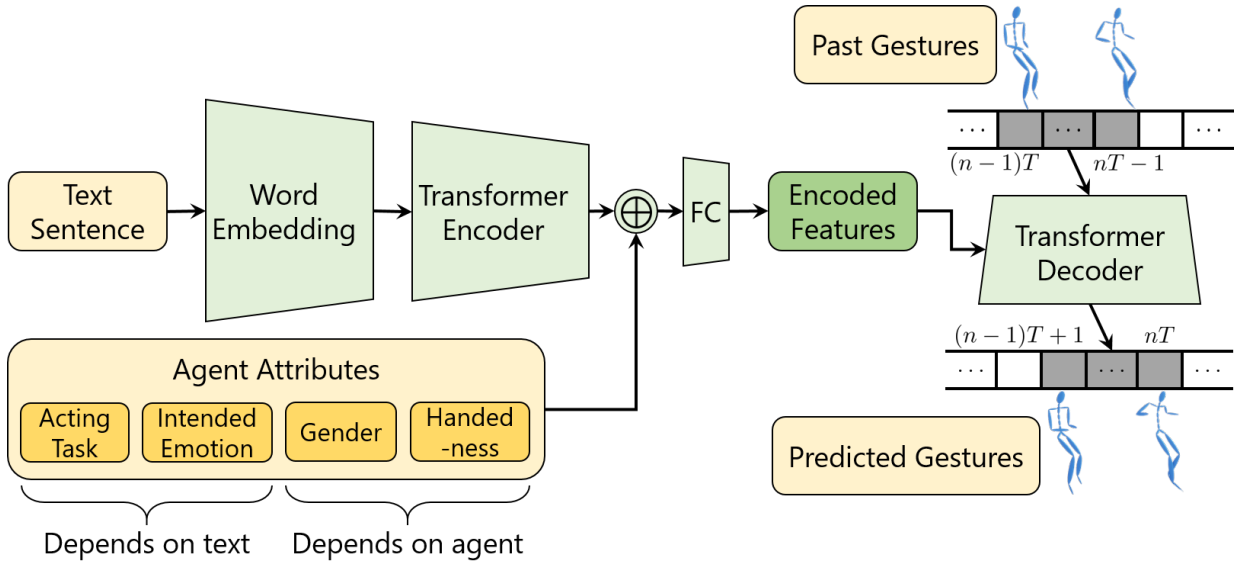 Past Gestures
⋯ ⋯ ⋯
(n − 1)T nT − 1
Text
Sentence
Word
Embedding
Transformer
Encoder
⊕
FC
Encoded
Features
Transformer
Decoder
(n − 1)T + 1 nT
⋯ ⋯ ⋯
Predicted Gestures
Agent Attributes
Acting
Task
Intended
Emotion
Gender
Handed
-ness
Depends on text
Depends on agent